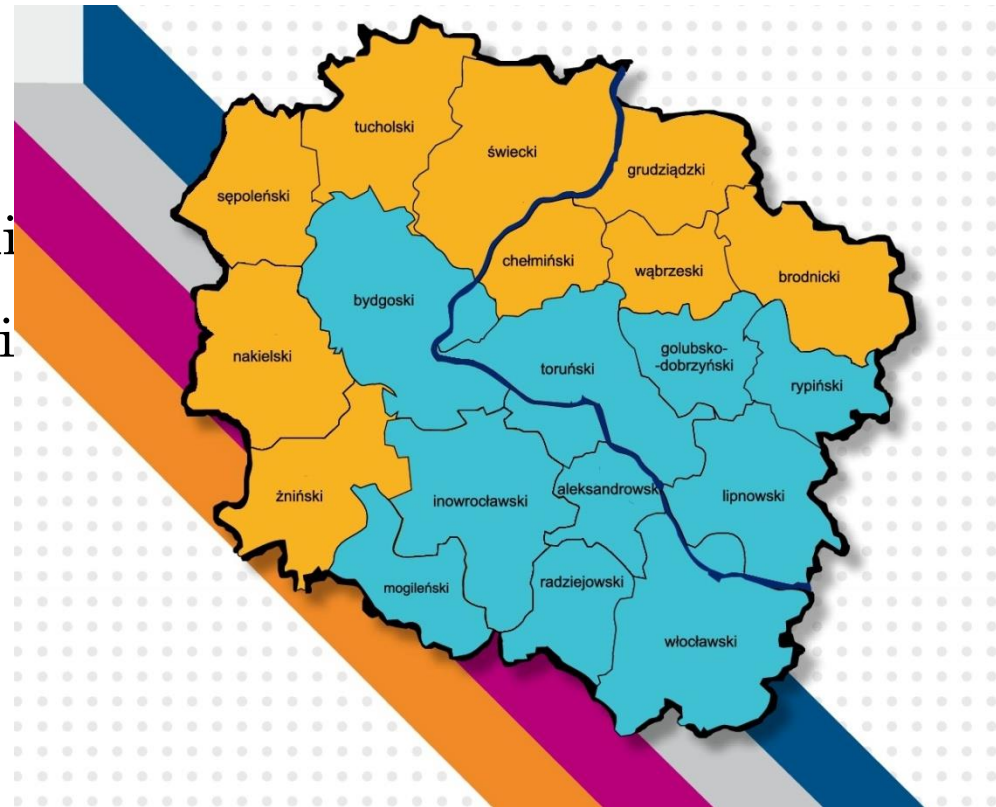 tucholski
świecki
grudziądzki
sępoleński
chełmiński
wąbrzeski
brodnicki
bydgoski
nakielski
toruński
golubsko-
-dobrzyński
rypiński
żniński
inowrocławski
aleksandrowsk
lipnowski
mogileński
radziejowski
włocławski